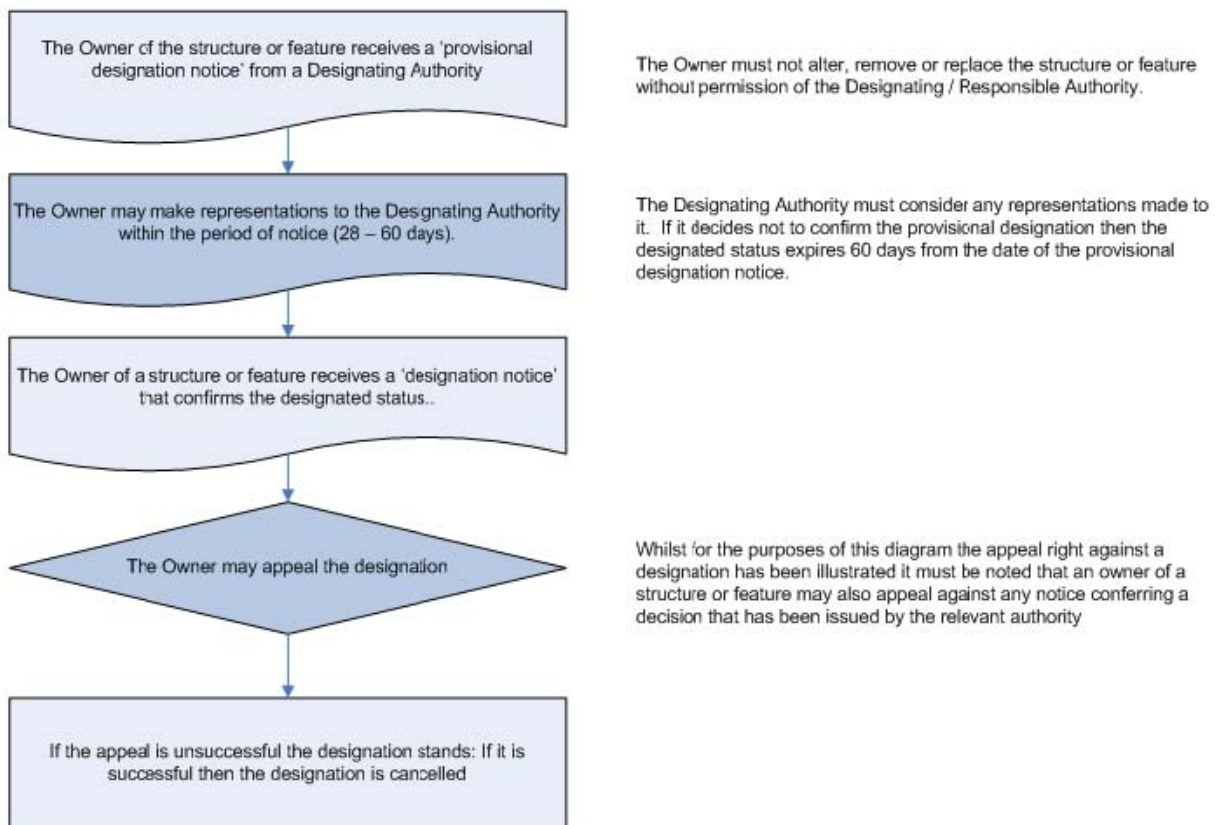 The Owner of the structure or feature receives a 'provisional
designation notice' from a Designating Authority
The Owner must not alter, remove or replace the structure or feature
without permission of the Designating / Responsible Authority.
The Owner may make representations to the Designating Authority
within the period of notice (28 – 60 days).
The Designating Authority must consider any representations made to
it. If it decides not to confirm the provisional designation then the
designated status expires 60 days from the date of the provisional
designation notice.
The Owner of a structure or feature receives a 'designation notice'
that confirms the designated status..
The Owner may appeal the designation
Whilst for the purposes of this diagram the appeal right against a
designation has been illustrated it must be noted that an owner of a
structure or feature may also appeal against any notice conferring a
decision that has been issued by the relevant authority
If the appeal is unsuccessful the designation stands: If it is
successful then the designation is cancelled